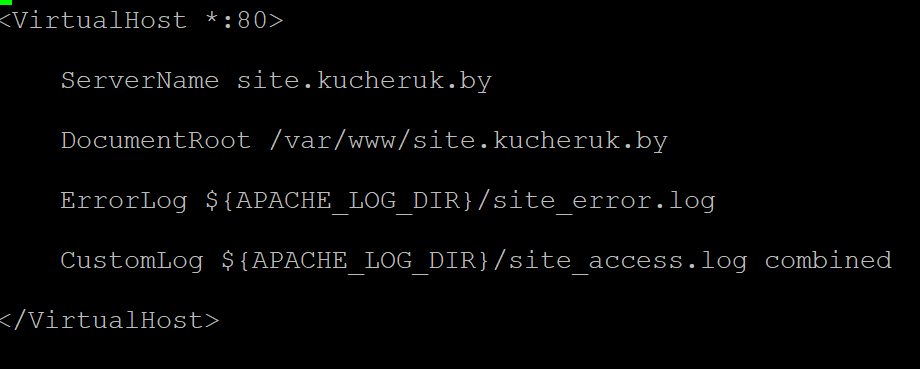 <VirtualHost *:80>
ServerName site.kucheruk.by
DocumentRoot /var/www/site.kucheruk.by
ErrorLog ${APACHE_LOG_DIR}/site_error.log
CustomLog ${APACHE_LOG_DIR}/site_access.log combined
</VirtualHost>